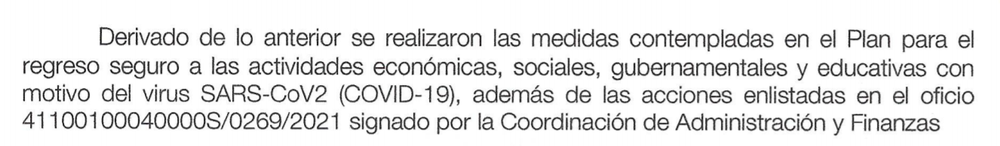 Derivado de lo anterior se realizaron las medidas contempladas en el Plan para el
regreso seguro a las actividades económicas, sociales, gubernamentales y educativas con
motivo del virus SARS-CoV2 (COVID-19), además de las acciones enlistadas en el oficio
41100100040000S/0269/2021 signado por la Coordinación de Administración y Finanzas